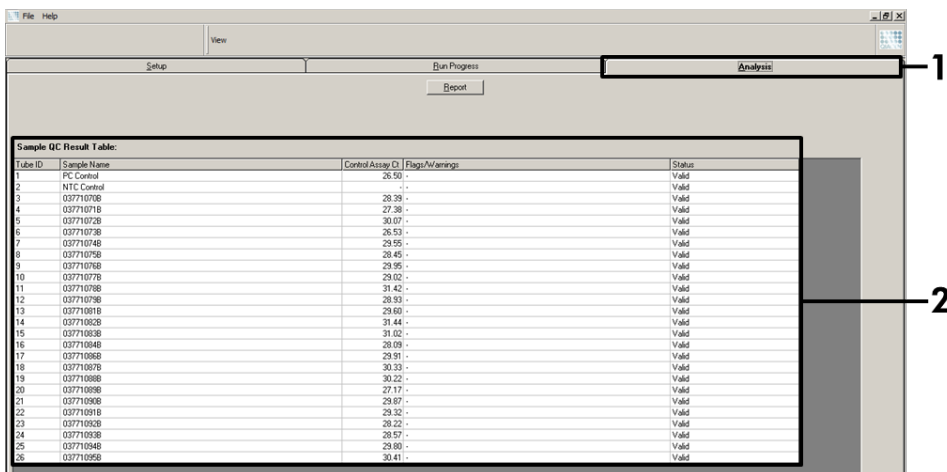 File Help
View
Setup Run Progress Analysis 1
Report
Sample QC Result Table:
Tube ID Sample Name Control Assay Ct Flags/Warnings Status
1 PC Control 26.50 - Valid
2 NTC Control - - Valid
3 03771070B 28.39 - Valid
4 03771071B 27.38 - Valid
5 03771072B 30.07 - Valid
6 03771073B 26.53 - Valid
7 03771074B 29.55 - Valid
8 03771075B 28.45 - Valid
9 03771076B 29.95 - Valid
10 03771077B 29.02 - Valid
11 03771078B 31.42 - Valid
12 03771079B 28.93 - Valid
2
13 03771081B 29.60 - Valid
14 03771082B 31.44 - Valid
15 03771083B 31.02 - Valid
16 03771084B 28.09 - Valid
17 03771086B 29.91 - Valid
18 03771087B 30.33 - Valid
19 03771088B 30.22 - Valid
20 03771089B 27.17 - Valid
21 03771090B 29.87 - Valid
22 03771091B 29.32 - Valid
23 03771092B 28.22 - Valid
24 03771093B 28.57 - Valid
25 03771094B 29.80 - Valid
26 03771095B 30.41 - Valid